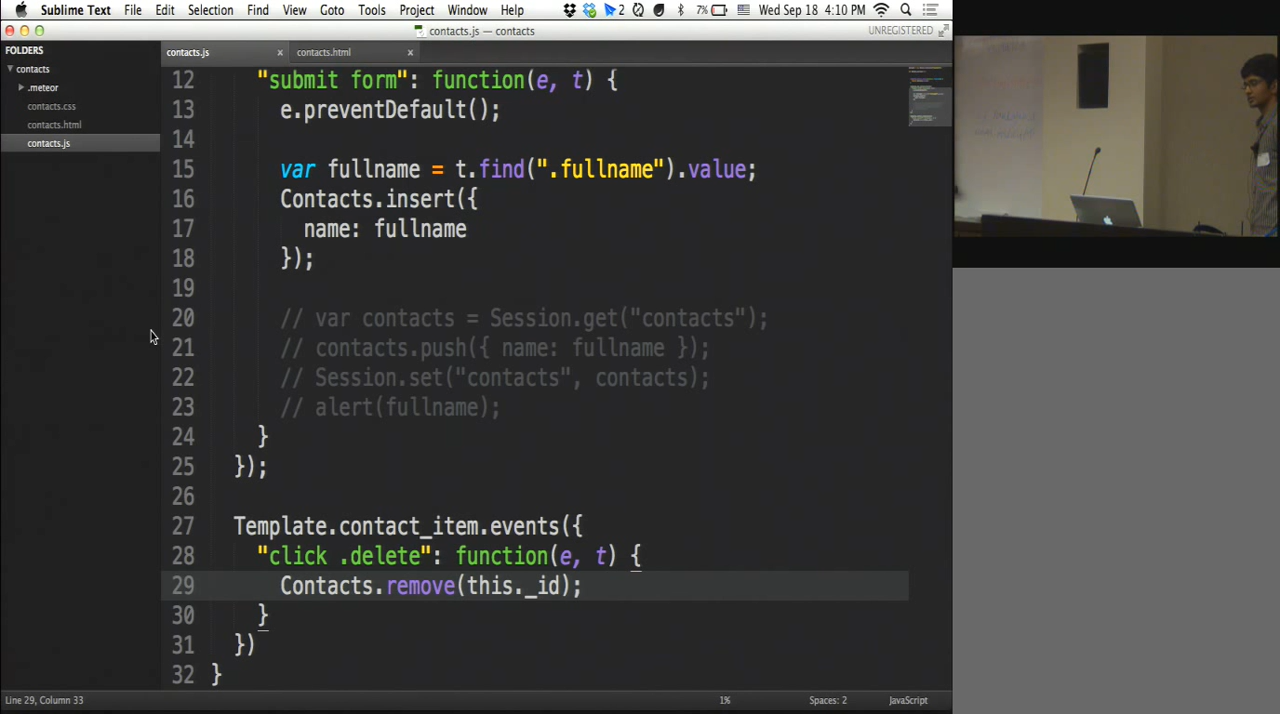 Sublime Text File Edit Selection Find View Goto Tools Project Window Help 2 7% Wed Sep 18 4:10 PM
contacts.js — contacts UNREGISTERED
FOLDERS
contacts
.meteor
contacts.css
contacts.html
contacts.js
contacts.js × contacts.html ×
12 "submit form": function(e, t) {
13 e.preventDefault();
14
15 var fullname = t.find(".fullname").value;
16 Contacts.insert({
17 name: fullname
18 });
19
20 // var contacts = Session.get("contacts");
21 // contacts.push({ name: fullname });
22 // Session.set("contacts", contacts);
23 // alert(fullname);
24 }
25 });
26
27 Template.contact_item.events({
28 "click .delete": function(e, t) {
29 Contacts.remove(this._id);
30 }
31 })
32 }
Line 29, Column 33 1% Spaces: 2 JavaScript